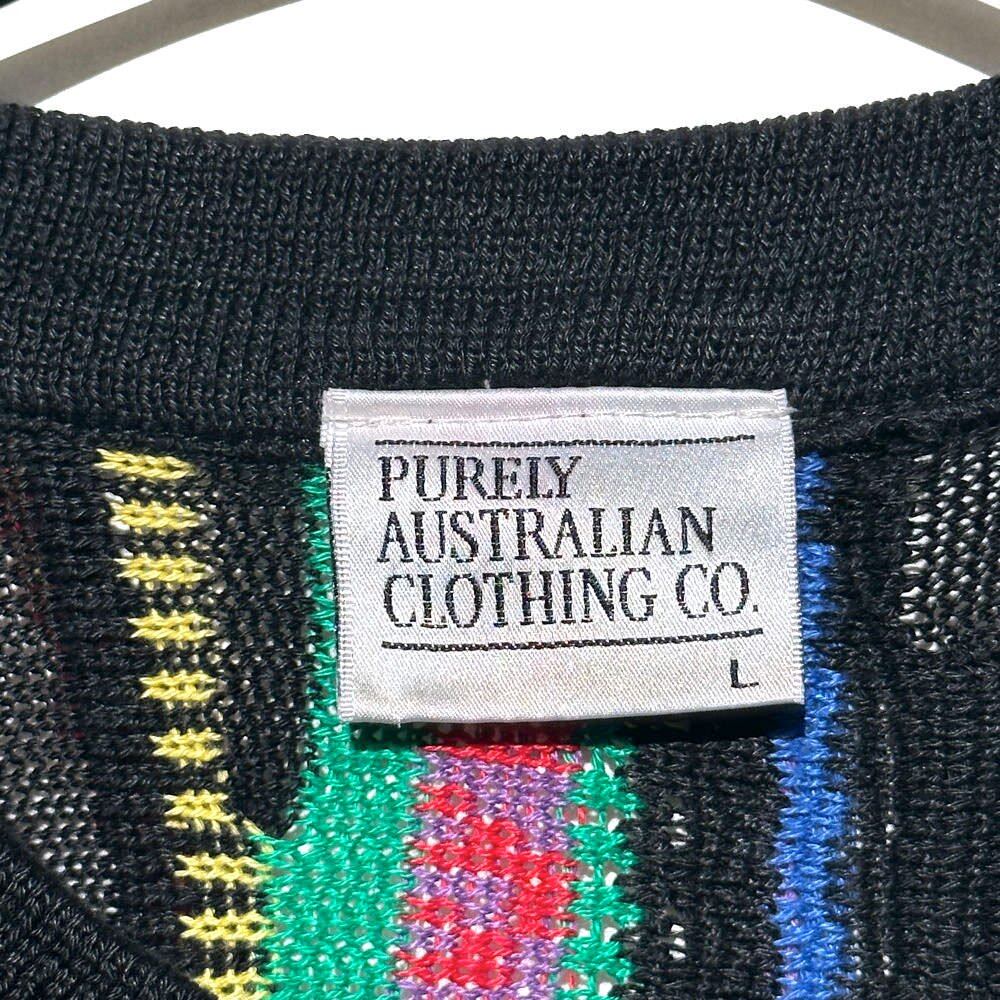 PURELY
AUSTRALIAN
CLOTHING CO.
L